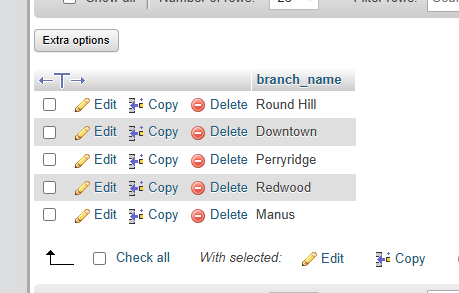 Show all Number of rows: 25 Filter rows:
Extra options
branch_name
Edit Copy Delete Round Hill
Edit Copy Delete Downtown
Edit Copy Delete Perryridge
Edit Copy Delete Redwood
Edit Copy Delete Manus
Check all With selected: Edit Copy